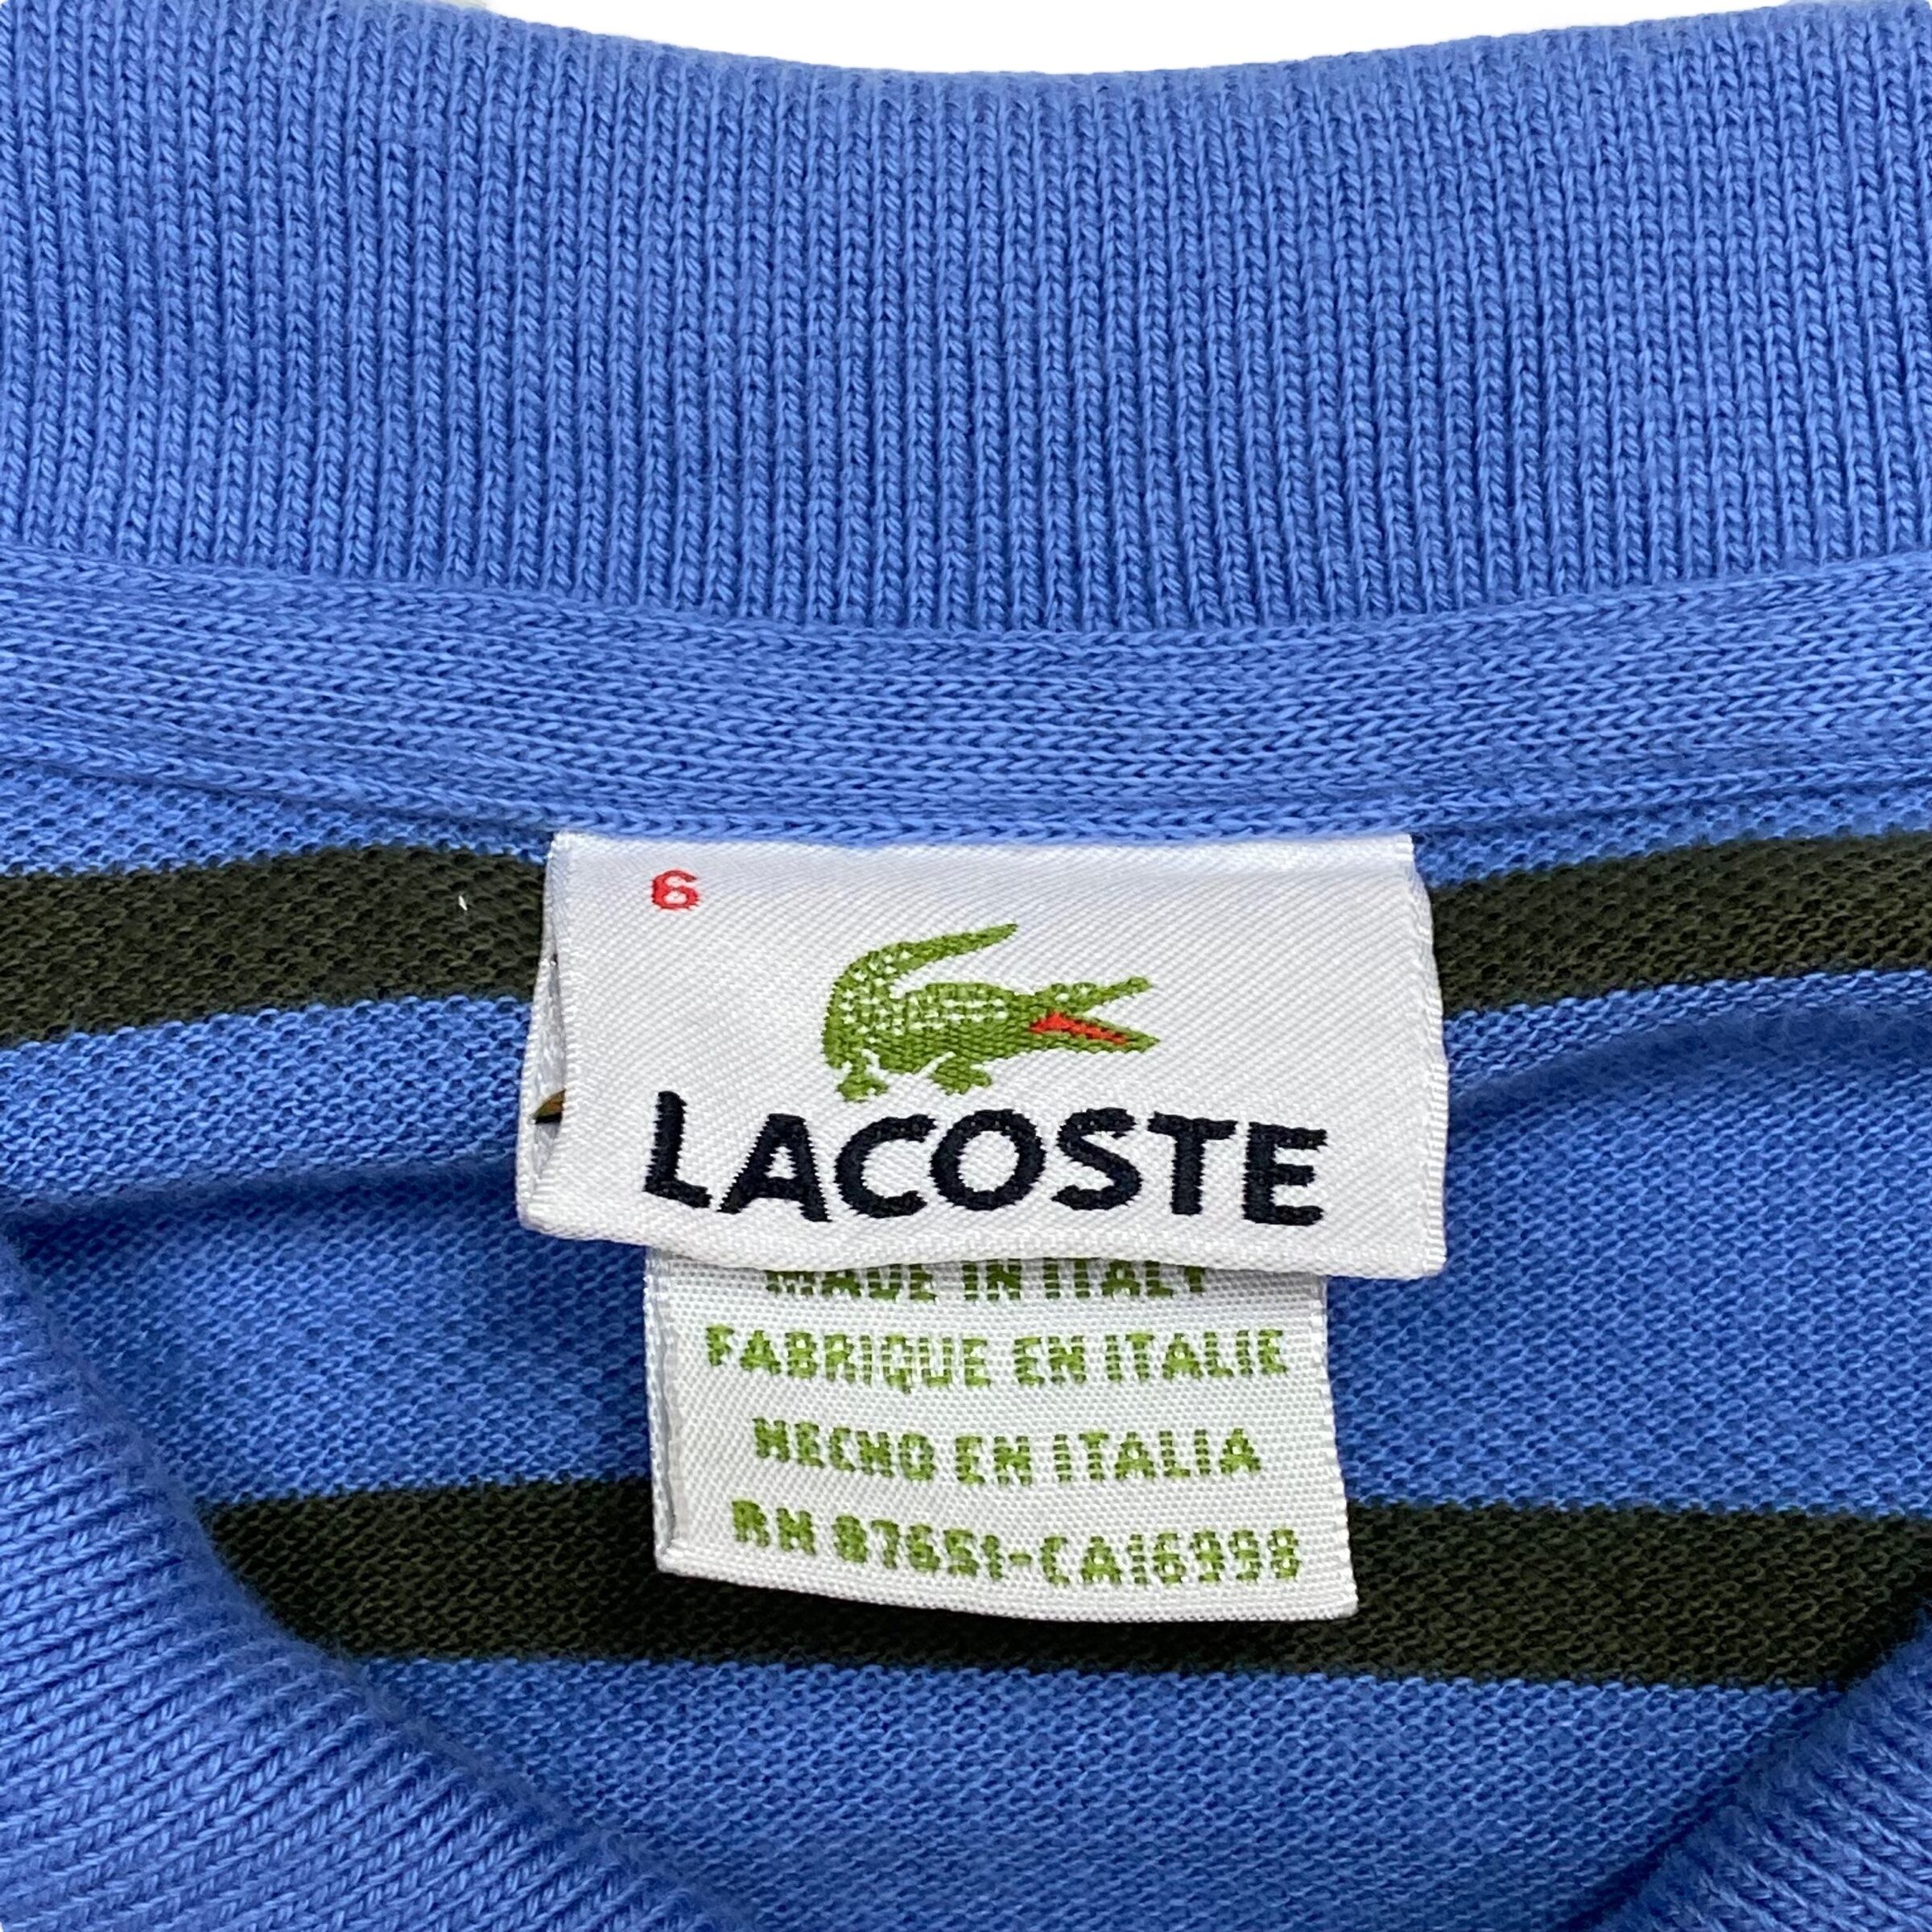 6
LACOSTE
MADE IN ITALY
FABRIQUE EN ITALIE
HECHO EN ITALIA
RN 87651-CA16998